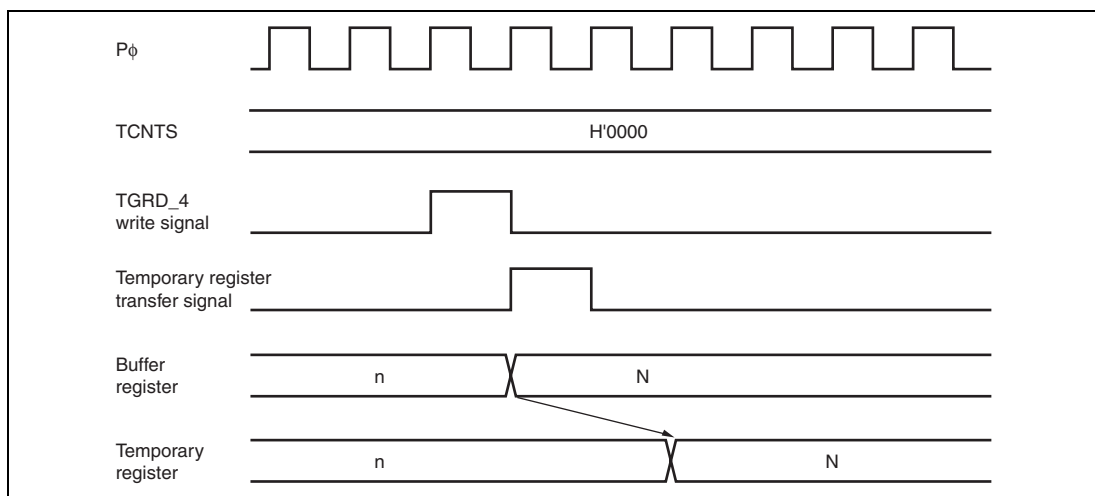 Pϕ
TCNTS
H'0000
TGRD_4
write signal
Temporary register
transfer signal
Buffer
register
n
N
Temporary
register
n
N